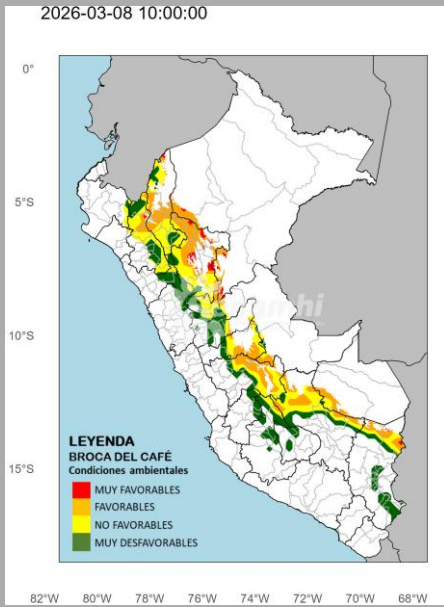 2026-03-08 10:00:00
0°
5°S
10°S
15°S
senamhi
LEYENDA
BROCA DEL CAFÉ
Condiciones ambientales
MUY FAVORABLES
FAVORABLES
NO FAVORABLES
MUY DESFAVORABLES
82°W 80°W 78°W 76°W 74°W 72°W 70°W 68°W